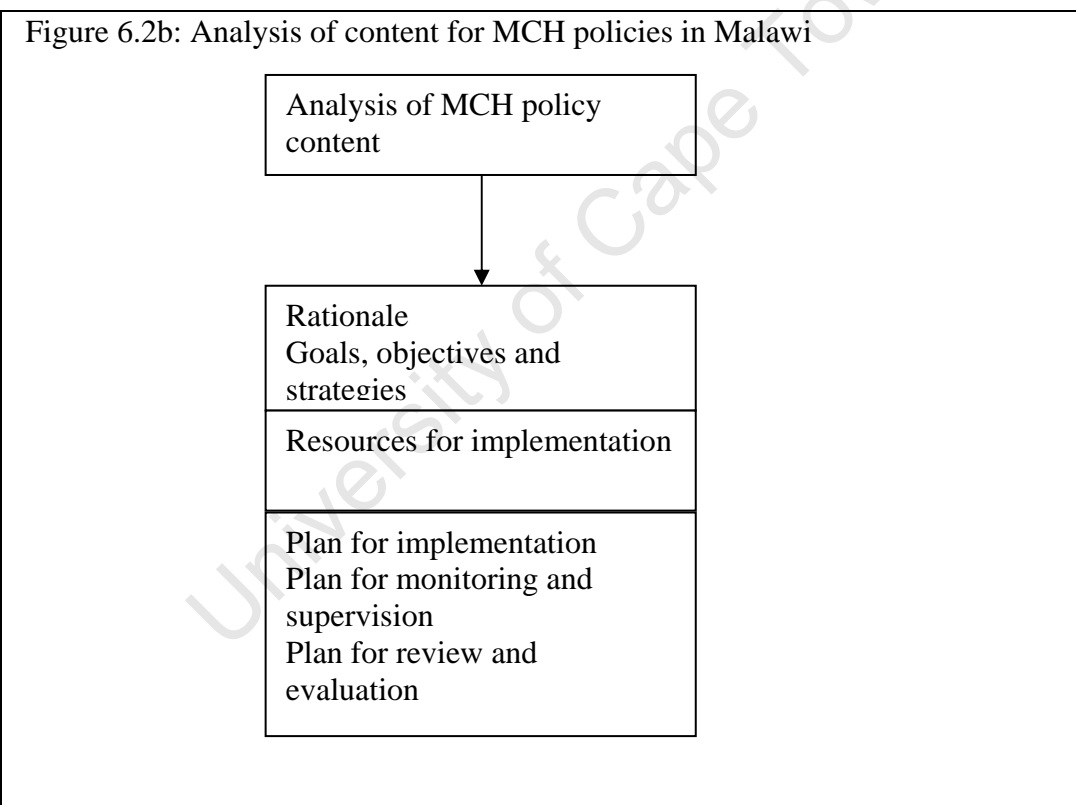 Figure 6.2b: Analysis of content for MCH policies in Malawi
Analysis of MCH policy
content
Rationale
Goals, objectives and
strategies
Resources for implementation
Plan for implementation
Plan for monitoring and
supervision
Plan for review and
evaluation
University of Cape Tow